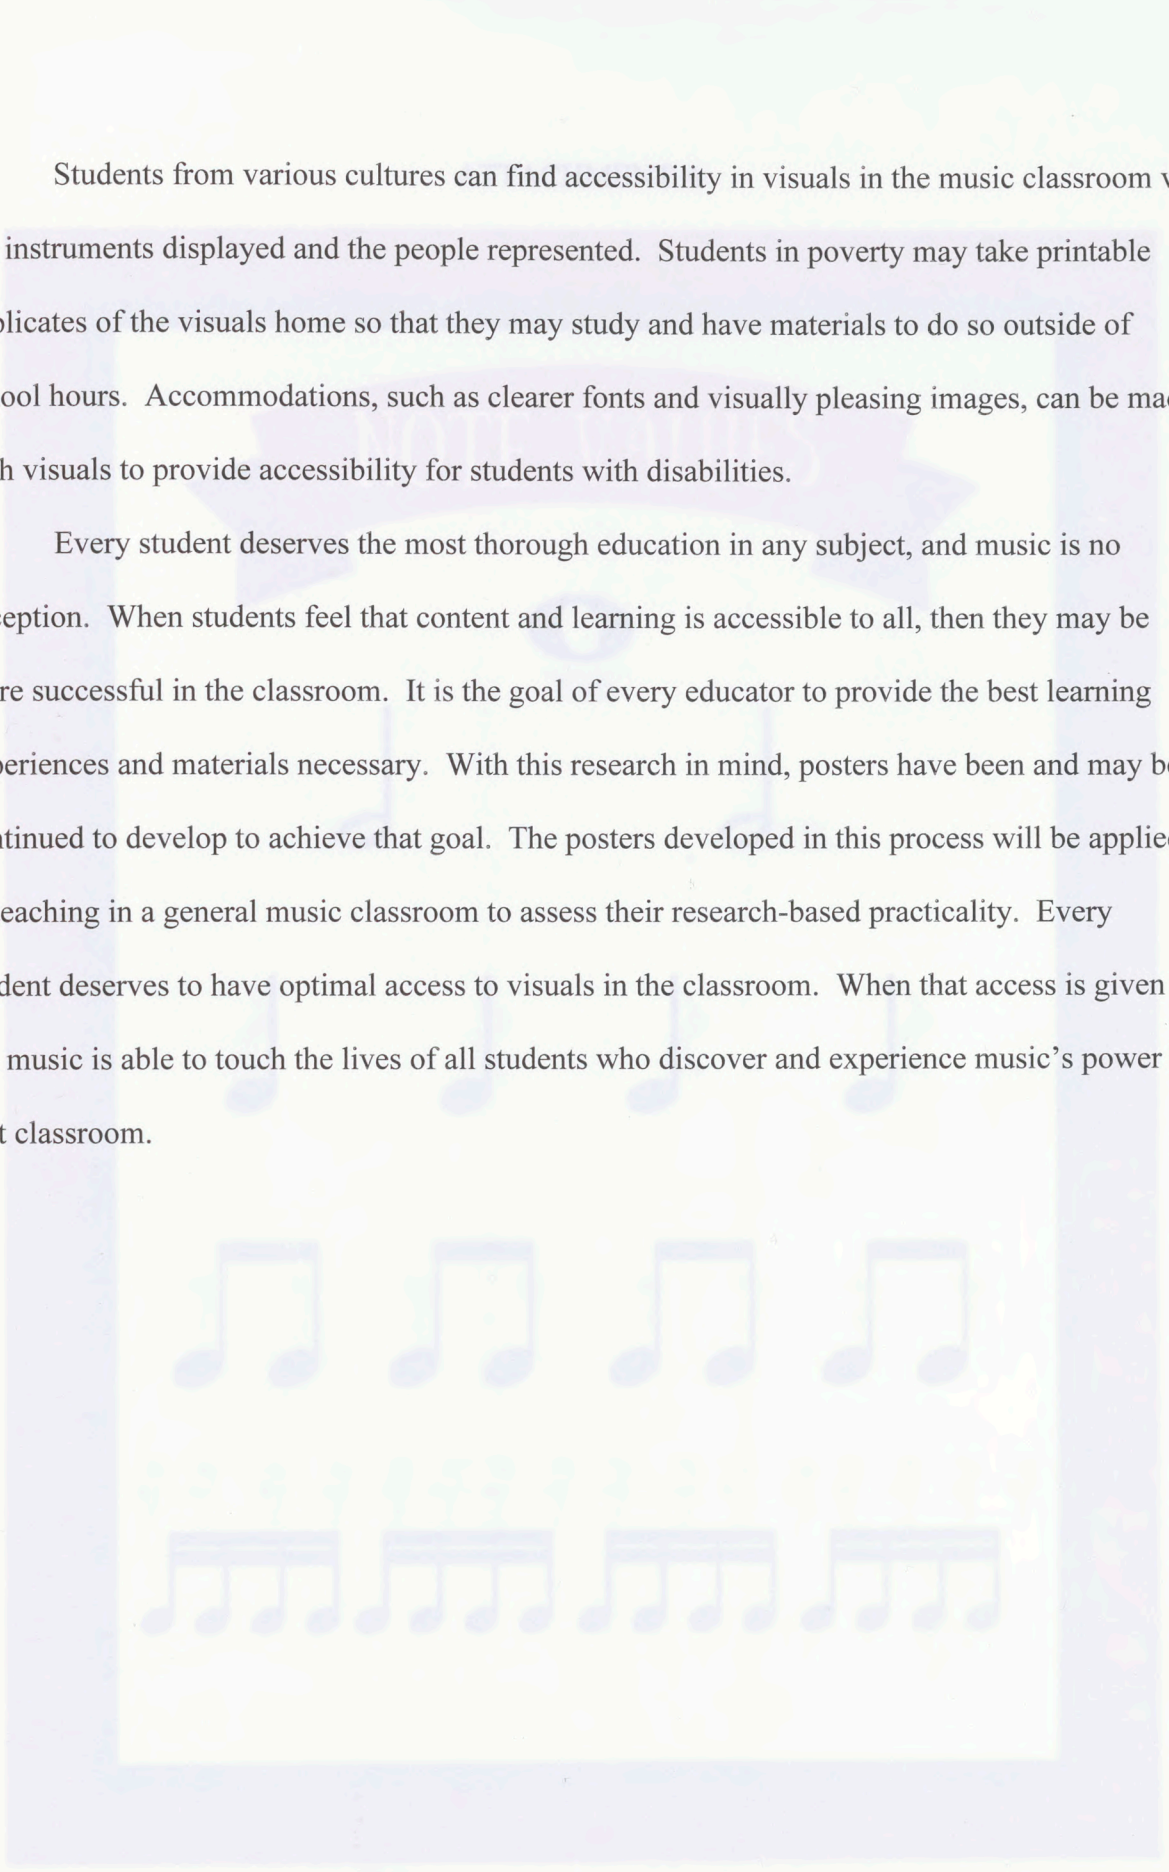 Students from various cultures can find accessibility in visuals in the music classroom
instruments displayed and the people represented. Students in poverty may take printable
plicates of the visuals home so that they may study and have materials to do so outside of
ool hours. Accommodations, such as clearer fonts and visually pleasing images, can be ma
h visuals to provide accessibility for students with disabilities.
Every student deserves the most thorough education in any subject, and music is no
eption. When students feel that content and learning is accessible to all, then they may be
re successful in the classroom. It is the goal of every educator to provide the best learning
periences and materials necessary. With this research in mind, posters have been and may be
tinued to develop to achieve that goal. The posters developed in this process will be applie
eaching in a general music classroom to assess their research-based practicality. Every
dent deserves to have optimal access to visuals in the classroom. When that access is given
music is able to touch the lives of all students who discover and experience music's power
t classroom.